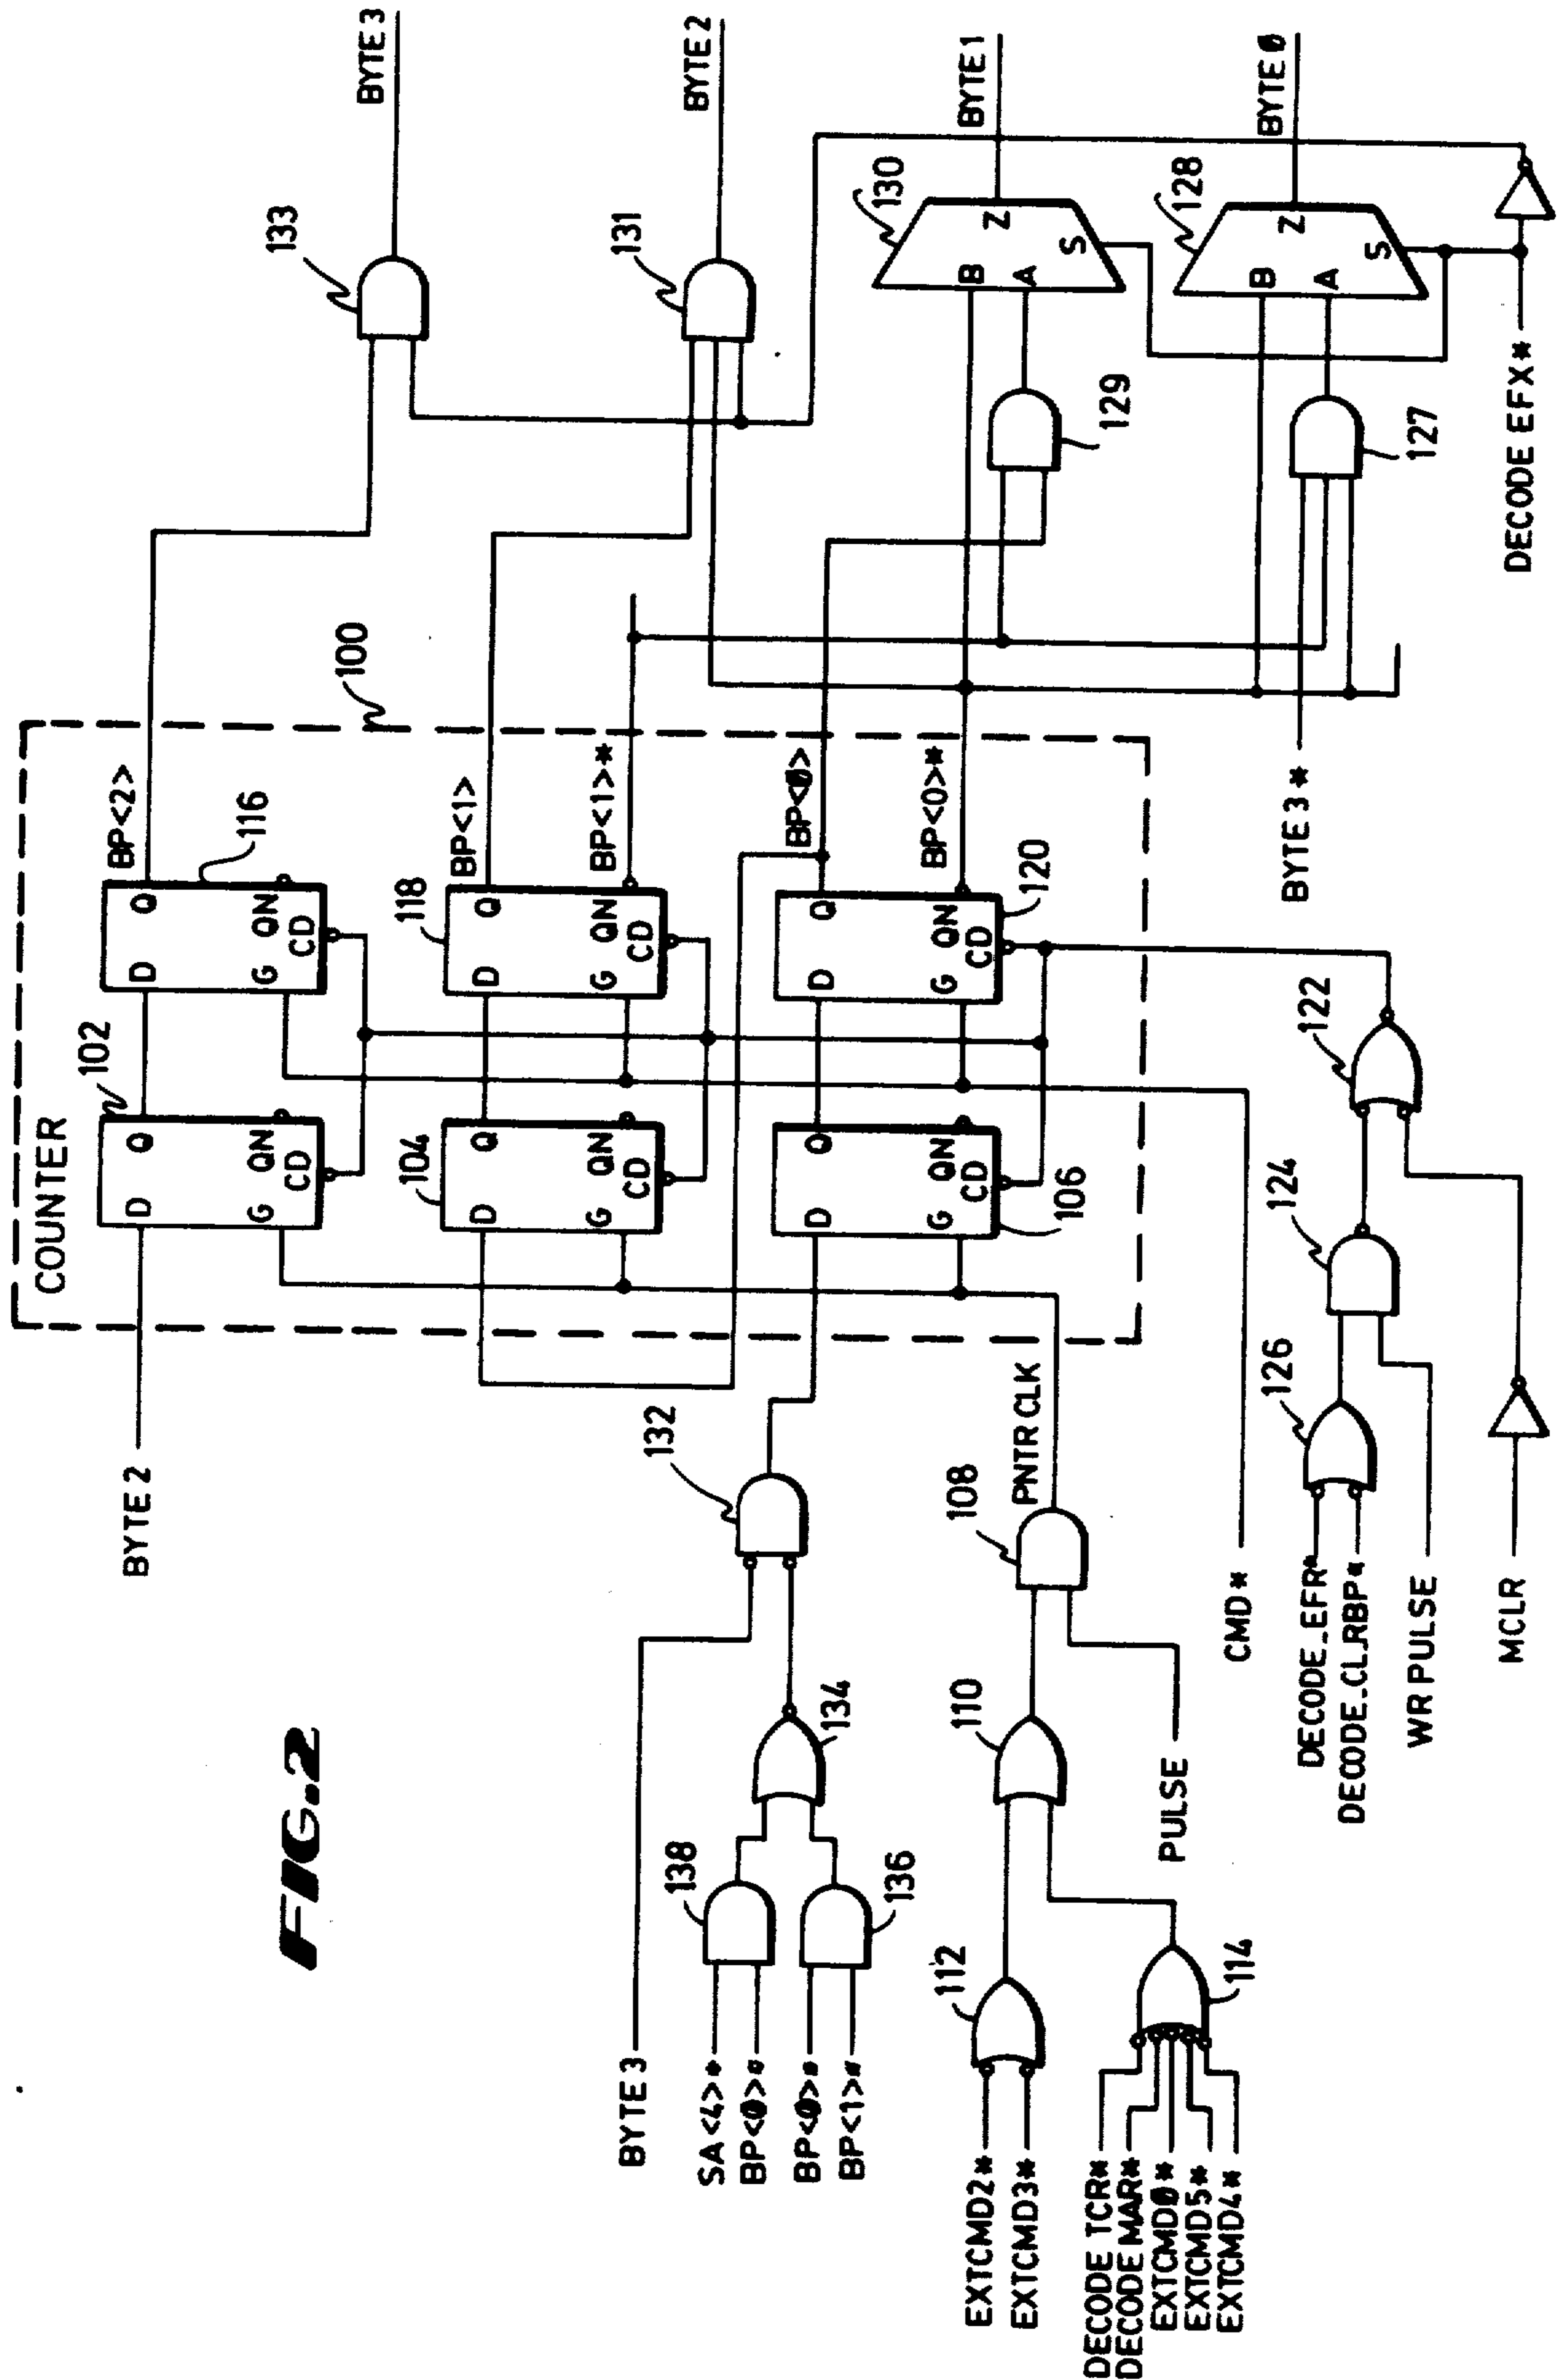 FIG.2
COUNTER
100
BYTE 2
102
D
Q
G
QN
CD
116
D
Q
G
QN
CD
BP<2>
133
BYTE 3
104
D
Q
G
QN
CD
118
D
Q
G
QN
CD
BP<1>
BP<1>*
131
BYTE 2
106
D
Q
G
QN
CD
120
D
Q
G
QN
CD
BP<0>
BP<0>*
129
130
B
A
Z
S
BYTE 1
BYTE 3*
127
128
B
A
Z
S
BYTE 0
DECODE EFX*
BYTE 3
132
134
138
136
SA<4>*
BP<0>*
BP<0>*
BP<1>*
PNTR CLK
108
110
PULSE
112
114
EXTCMD2*
EXTCMD3*
DECODE TCR*
DECODE MAR*
EXTCMD0*
EXTCMD5*
EXTCMD4*
CMD*
122
124
126
DECODE_EFR*
DECODE_CLRBP*
WR PULSE
MCLR